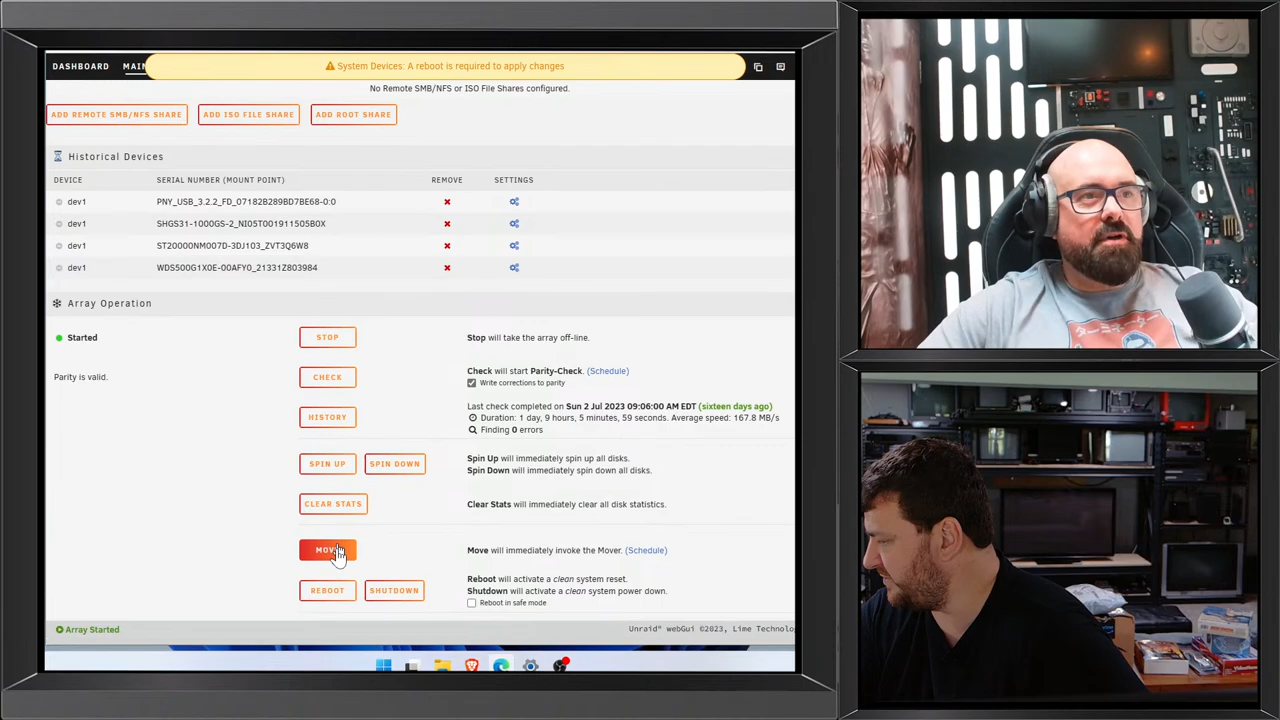 DASHBOARD
System Devices: A reboot is required to apply changes
No Remote SMB/NFS or ISO File Shares configured.
ADD REMOTE SMB/NFS SHARE
ADD ISO FILE SHARE
ADD ROOT SHARE
Historical Devices
DEVICE SERIAL NUMBER (MOUNT POINT) REMOVE SETTINGS
dev1 PNY_USB_3.2.2_FD_07182B289BD7BE68-0:0
dev1 SHGS31-1000GS-2_NI05T001911505B0X
dev1 ST20000NM007D-3DJ103_ZVT3Q6W8
dev1 WDS500G1X0E-00AFY0_21331Z803984
Array Operation
Started
STOP
Stop will take the array off-line.
Parity is valid.
CHECK
Check will start Parity-Check. (Schedule)
Write corrections to parity
HISTORY
Last check completed on Sun 2 Jul 2023 09:06:00 AM EDT (sixteen days ago)
Duration: 1 day, 9 hours, 5 minutes, 59 seconds. Average speed: 167.8 MB/s
Finding 0 errors
SPIN UP
SPIN DOWN
Spin Up will immediately spin up all disks.
Spin Down will immediately spin down all disks.
CLEAR STATS
Clear Stats will immediately clear all disk statistics.
Move will immediately invoke the Mover. (Schedule)
REBOOT
SHUTDOWN
Reboot will activate a clean system reset.
Shutdown will activate a clean system power down.
Reboot in safe mode
Array Started
Unraid® webGui ©2023, Lime Technolo